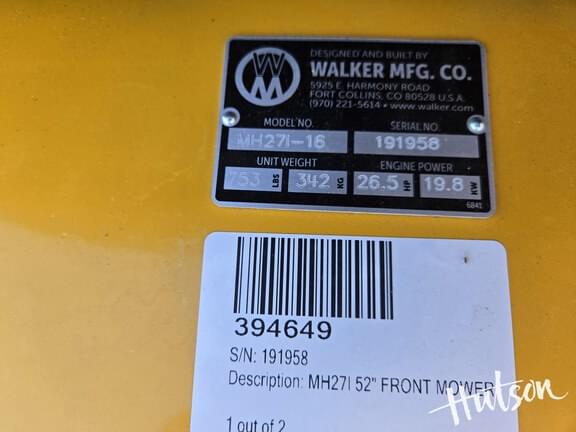 WM
DESIGNED AND BUILT BY
WALKER MFG. CO.
5925 E. HARMONY ROAD
FORT COLLINS, CO 80528 U.S.A.
(970) 221-5614 • www.walker.com
MODEL NO. SERIAL NO.
MH27I-16 191958
UNIT WEIGHT ENGINE POWER
753 LBS 342 KG 26.5 HP 19.8 KW
6841
394649
S/N: 191958
Description: MH27I 52" FRONT MOWER
Hutson
1 out of 2